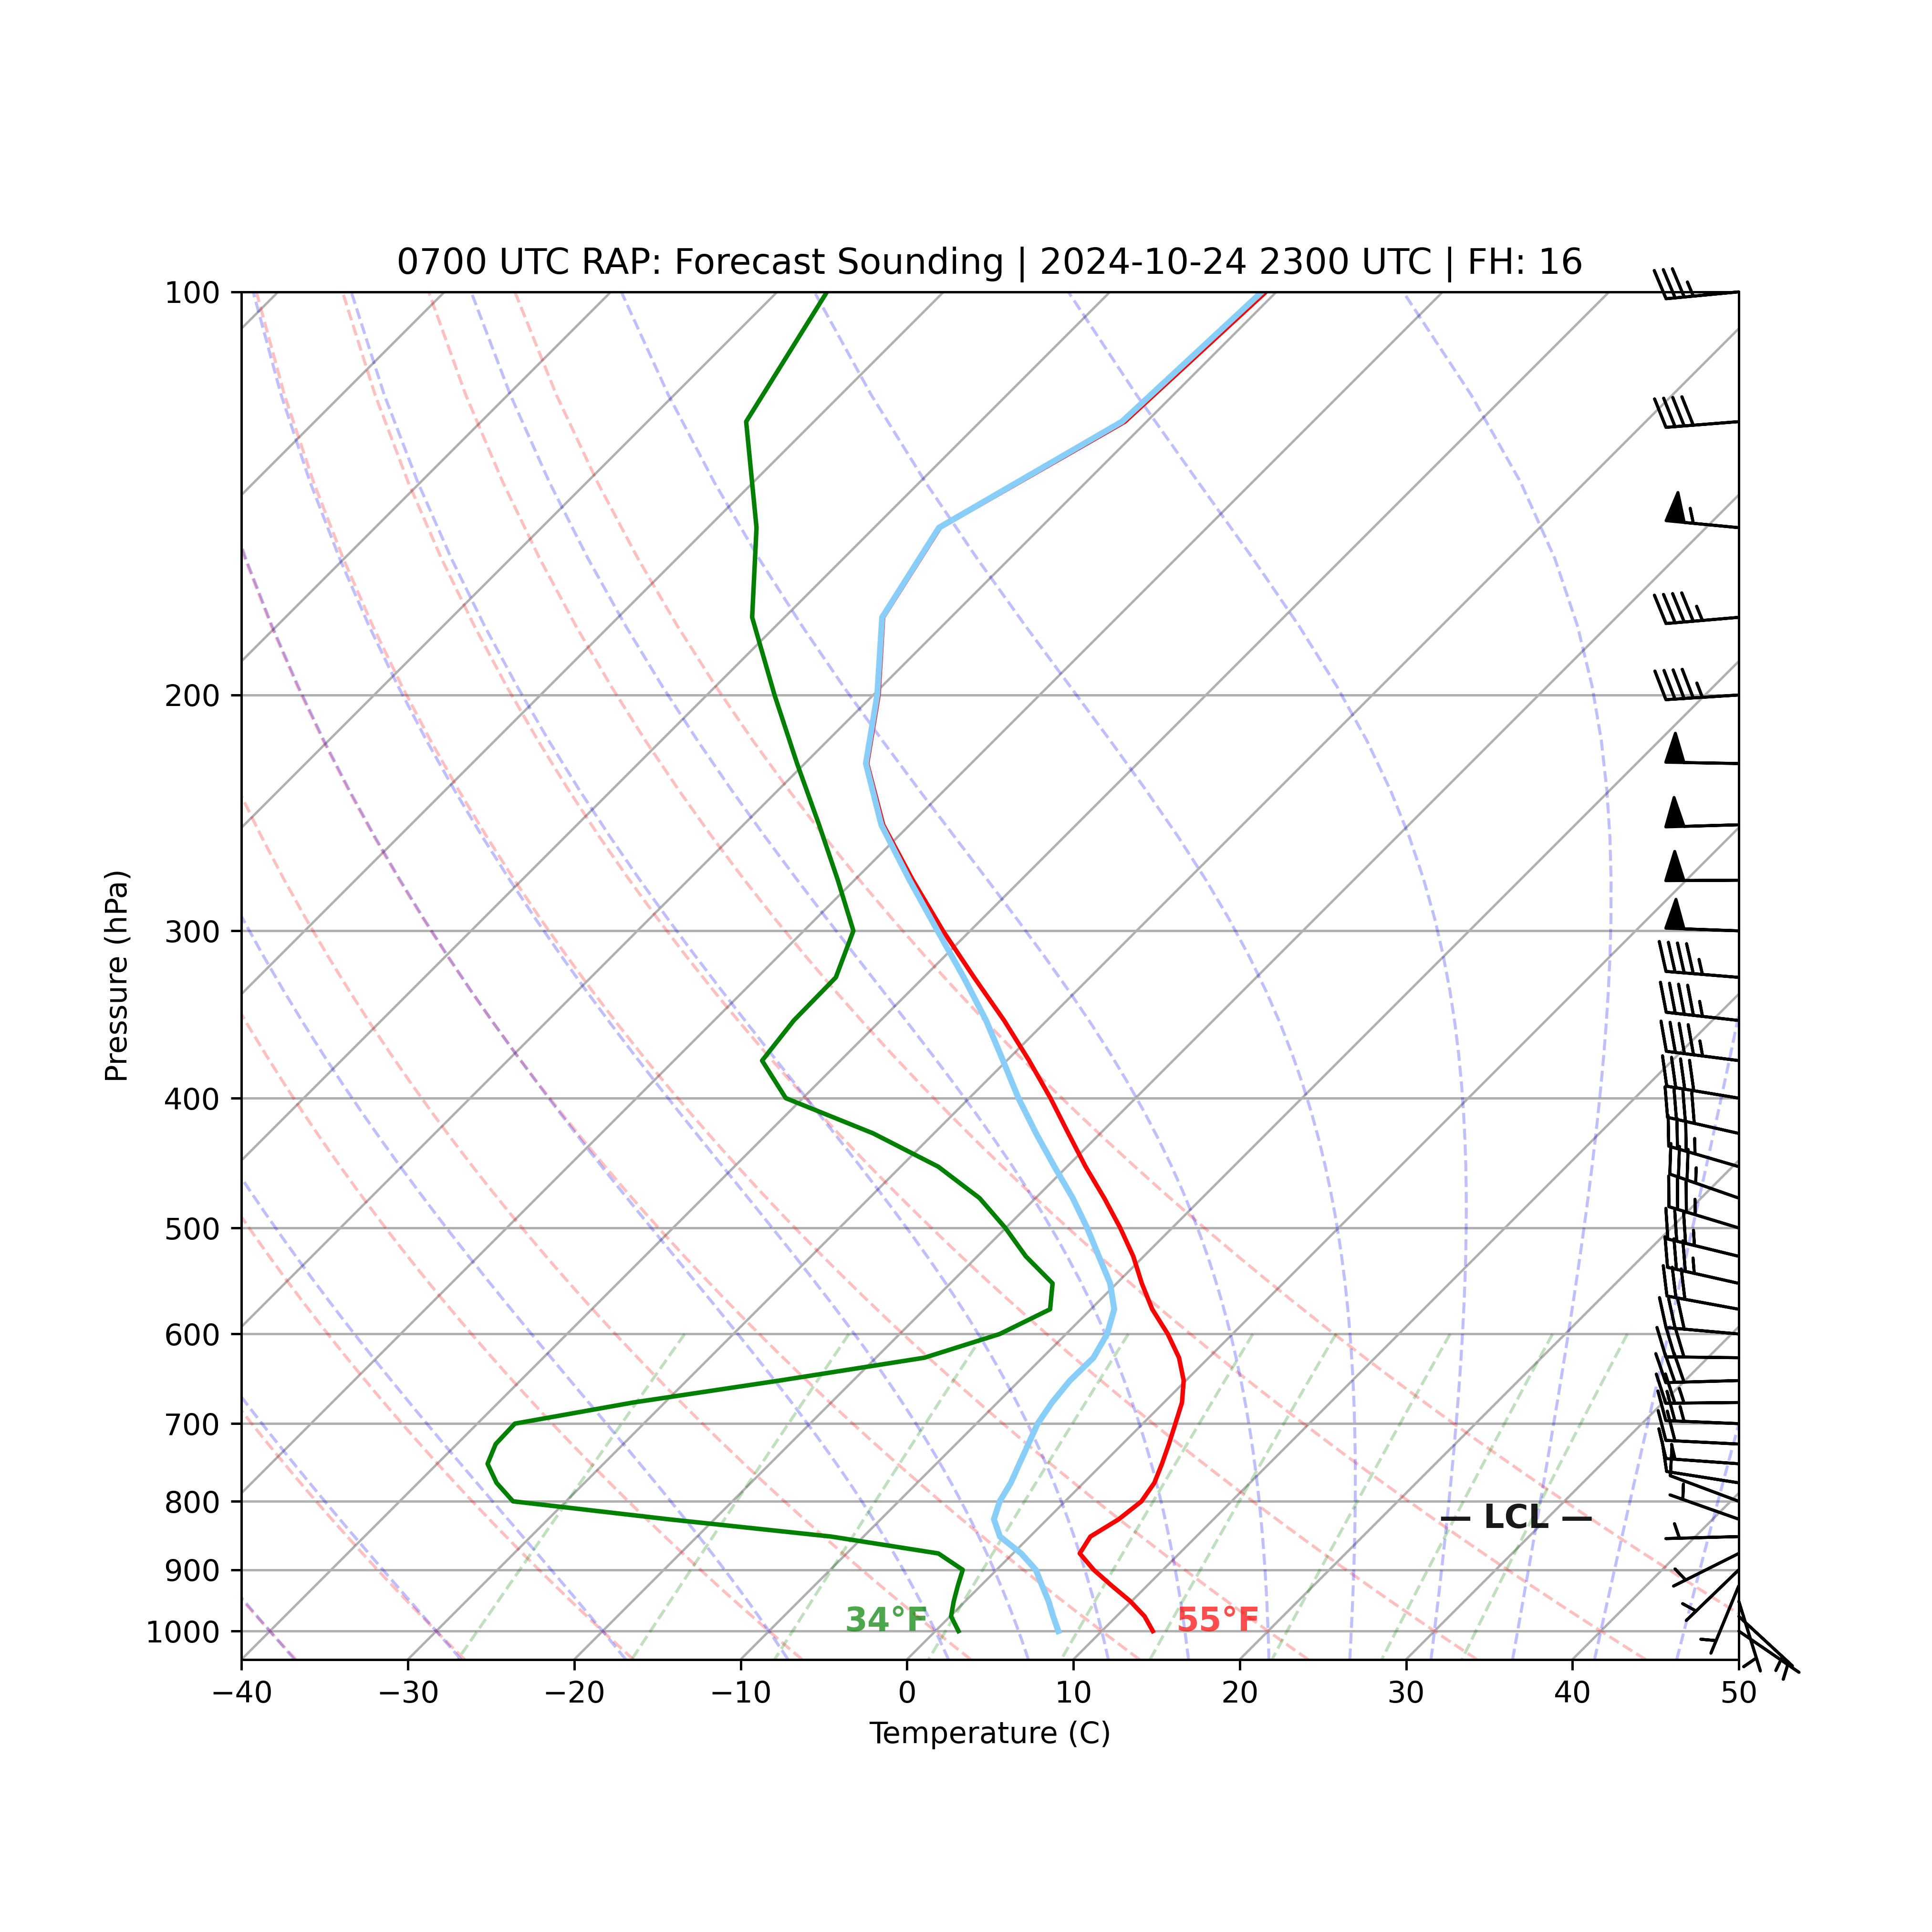 0700 UTC RAP: Forecast Sounding | 2024-10-24 2300 UTC | FH: 16
100
200
300
400
500
600
700
800
900
1000
Pressure (hPa)
— LCL —
34°F
55°F
−40 −30 −20 −10 0 10 20 30 40 50
Temperature (C)